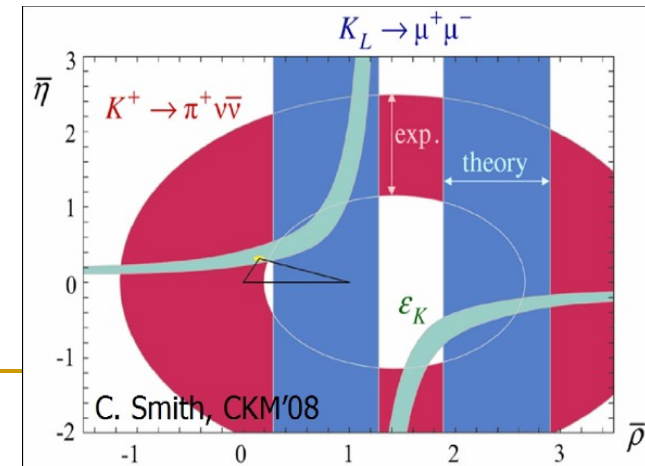 K_L → μ⁺μ⁻
η̄
K⁺ → π⁺νν̄
exp.
theory
ε_K
C. Smith, CKM'08
3
2
1
0
-1
-2
-1 0 1 2 3
ρ̄